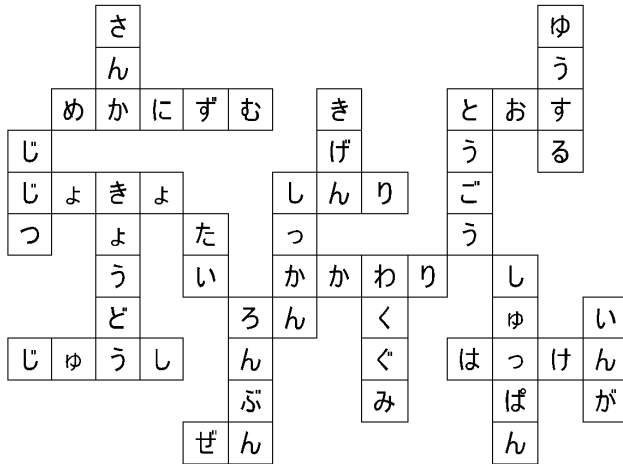 さ ゆ
ん う
めかにずむ き とおす
じ げ う る
じょきょ しんり ご
つ ょ た っ う
う い かかわり し
ど ろん く ゅ い
じゅうし ん ぐ はっけん
ぶ み ぱ が
ぜん ん